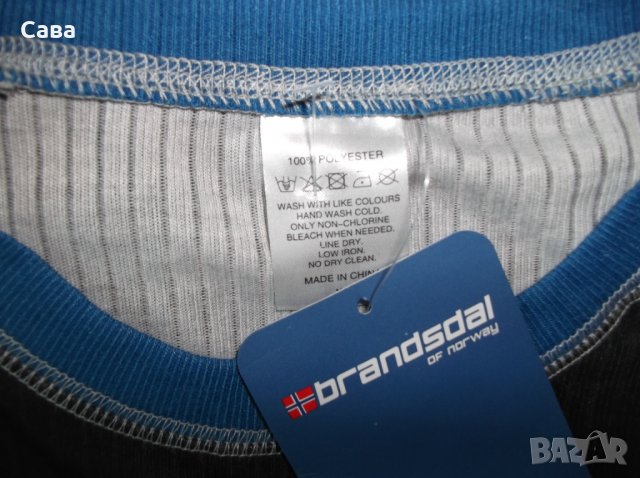 Сава
100% POLYESTER
WASH WITH LIKE COLOURS
HAND WASH COLD.
ONLY NON-CHLORINE
BLEACH WHEN NEEDED.
LINE DRY.
LOW IRON.
NO DRY CLEAN.
MADE IN CHINA
brandsdal
OF norway
BAZAR